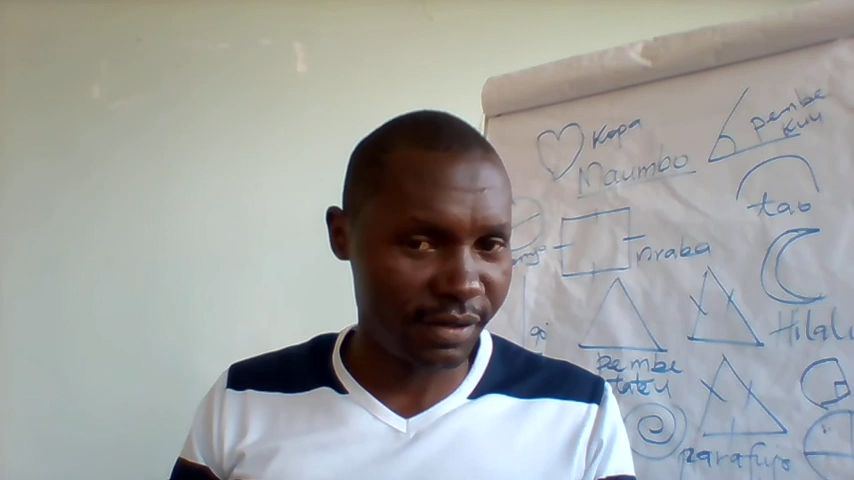 Kopa
Maumbo
pembe
kuu
tao
mraba
Hilali
pembe
tatu
parafujo